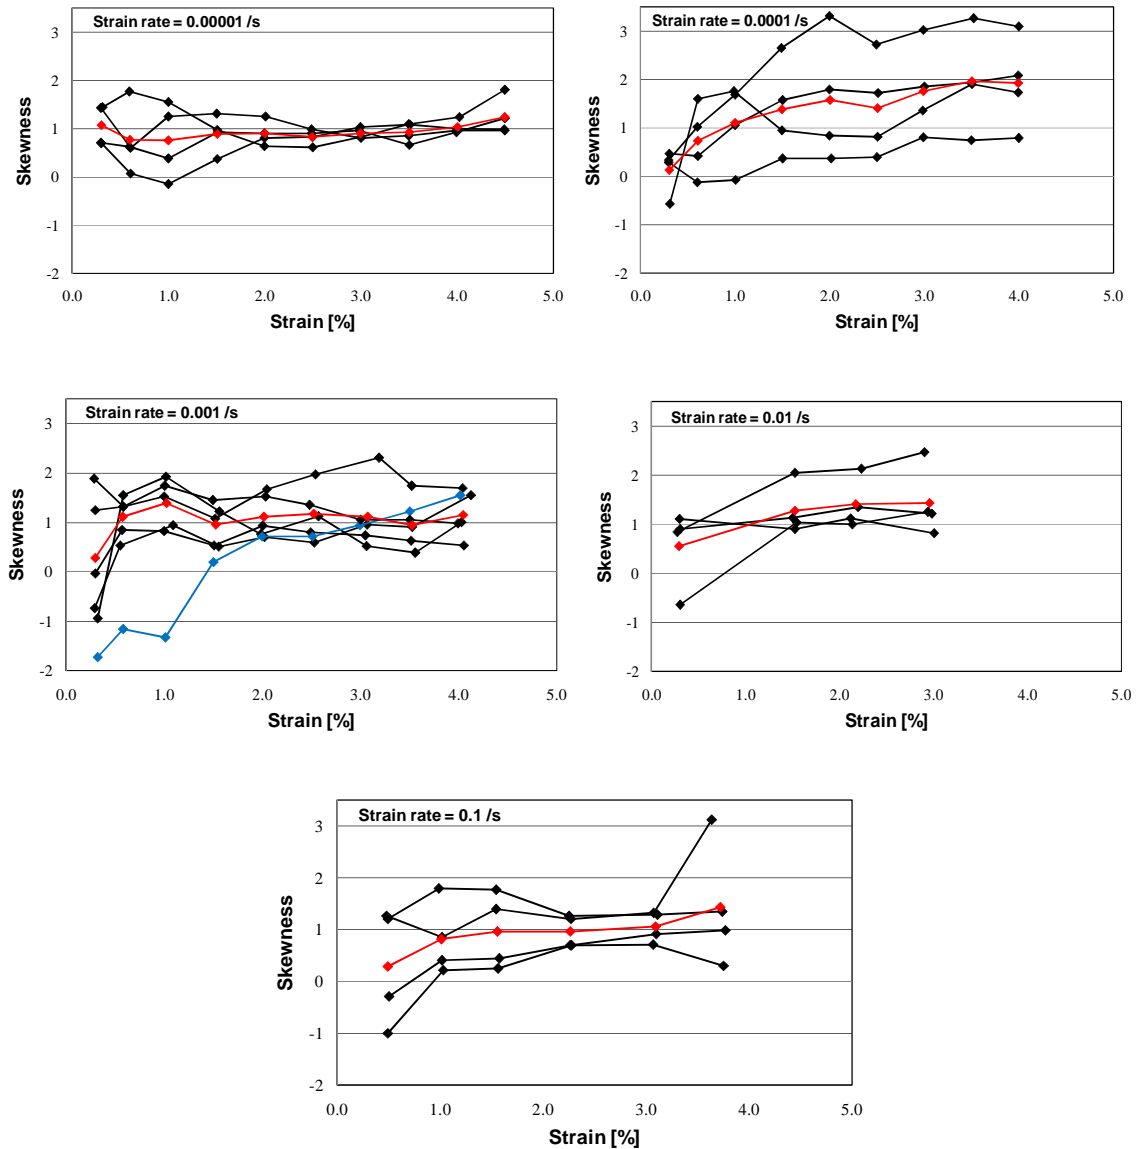 Strain rate = 0.00001 /s
3
2
1
0
-1
-2
Skewness
0.0 1.0 2.0 3.0 4.0 5.0
Strain [%]
Strain rate = 0.0001 /s
3
2
1
0
-1
-2
Skewness
0.0 1.0 2.0 3.0 4.0 5.0
Strain [%]
Strain rate = 0.001 /s
3
2
1
0
-1
-2
Skewness
0.0 1.0 2.0 3.0 4.0 5.0
Strain [%]
Strain rate = 0.01 /s
3
2
1
0
-1
-2
Skewness
0.0 1.0 2.0 3.0 4.0 5.0
Strain [%]
Strain rate = 0.1 /s
3
2
1
0
-1
-2
Skewness
0.0 1.0 2.0 3.0 4.0 5.0
Strain [%]